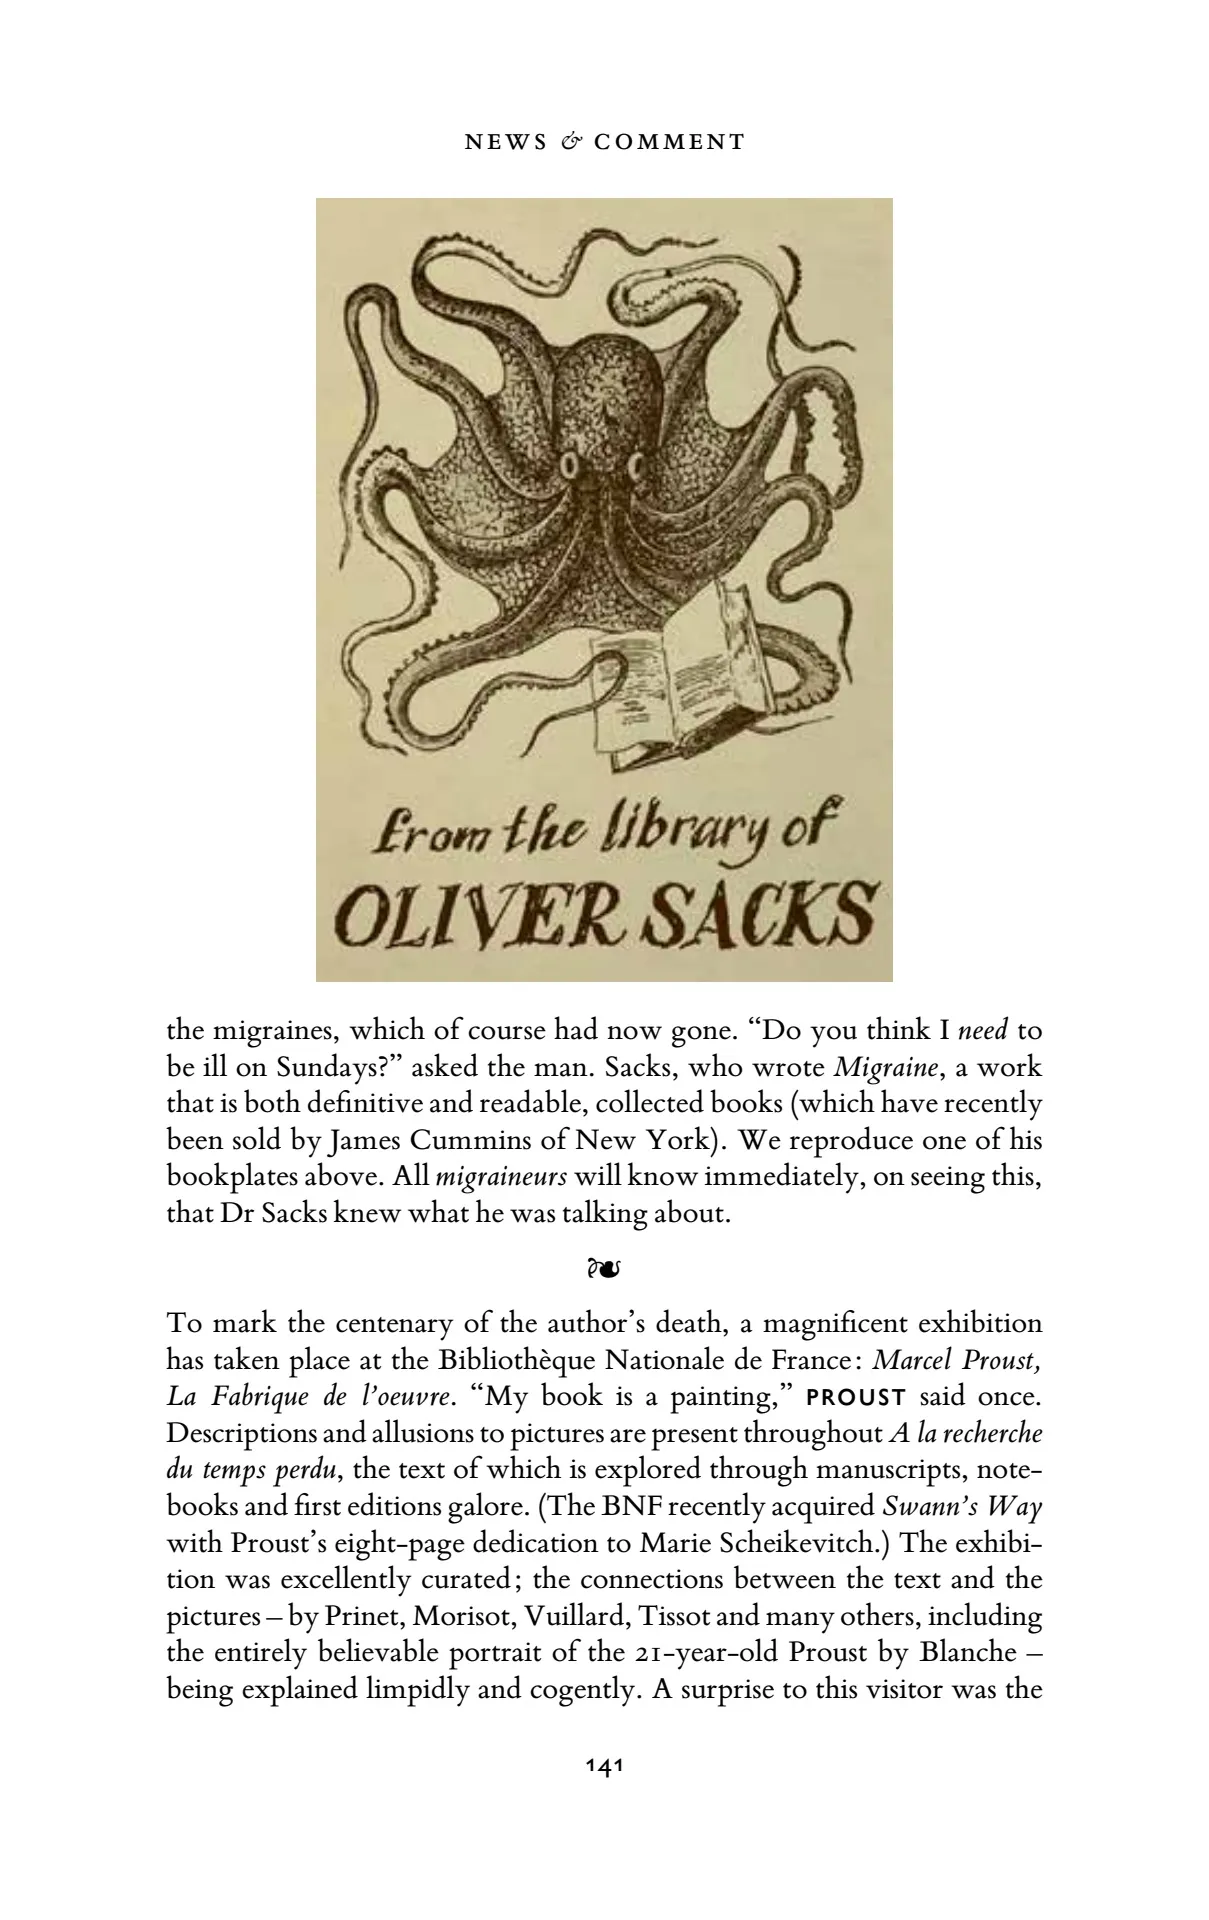 NEWS & COMMENT
from the library of
OLIVER SACKS
the migraines, which of course had now gone. “Do you think I need to
be ill on Sundays?” asked the man. Sacks, who wrote Migraine, a work
that is both definitive and readable, collected books (which have recently
been sold by James Cummins of New York). We reproduce one of his
bookplates above. All migraineurs will know immediately, on seeing this,
that Dr Sacks knew what he was talking about.
❧
To mark the centenary of the author’s death, a magnificent exhibition
has taken place at the Bibliothèque Nationale de France: Marcel Proust,
La Fabrique de l’oeuvre. “My book is a painting,” PROUST said once.
Descriptions and allusions to pictures are present throughout A la recherche
du temps perdu, the text of which is explored through manuscripts, note-
books and first editions galore. (The BNF recently acquired Swann’s Way
with Proust’s eight-page dedication to Marie Scheikevitch.) The exhibi-
tion was excellently curated; the connections between the text and the
pictures – by Prinet, Morisot, Vuillard, Tissot and many others, including
the entirely believable portrait of the 21-year-old Proust by Blanche –
being explained limpidly and cogently. A surprise to this visitor was the
141